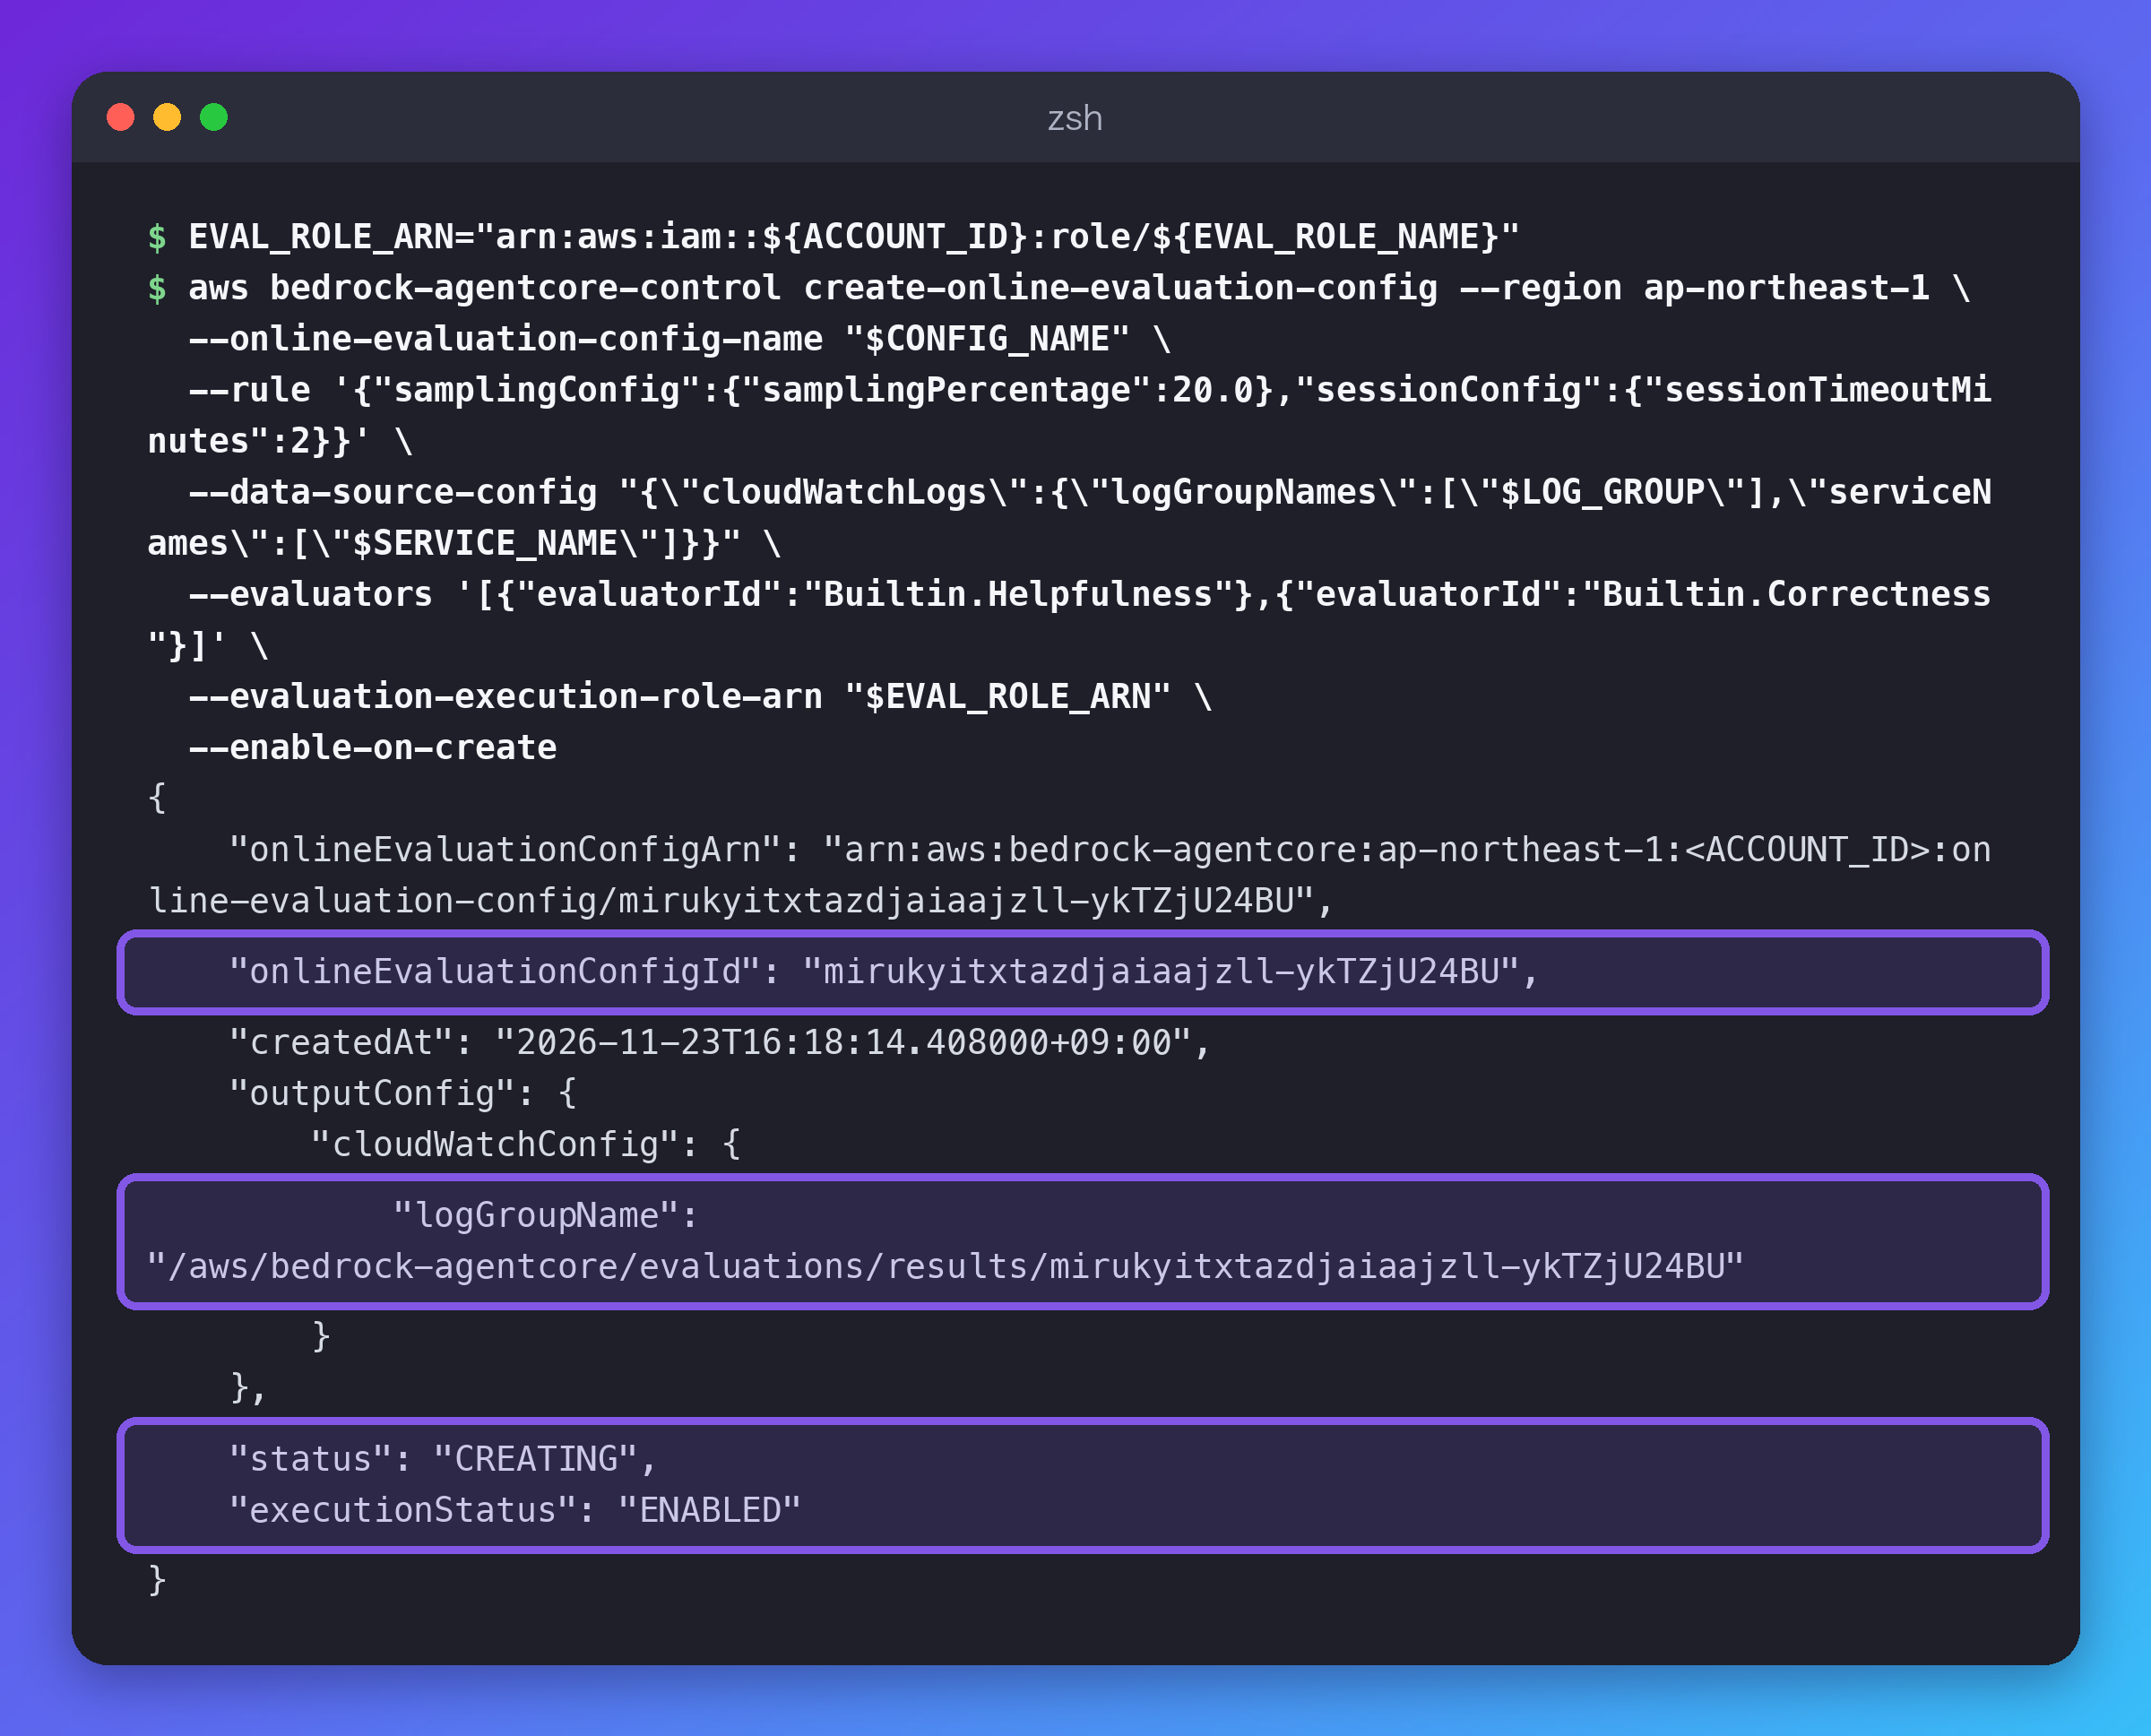 zsh
$ EVAL_ROLE_ARN="arn:aws:iam::${ACCOUNT_ID}:role/${EVAL_ROLE_NAME}"
$ aws bedrock-agentcore-control create-online-evaluation-config --region ap-northeast-1 \
  --online-evaluation-config-name "$CONFIG_NAME" \
  --rule '{"samplingConfig":{"samplingPercentage":20.0},"sessionConfig":{"sessionTimeoutMi
nutes":2}}' \
  --data-source-config "{\"cloudWatchLogs\":{\"logGroupNames\":[\"$LOG_GROUP\"],\"serviceN
ames\":[\"$SERVICE_NAME\"]}}" \
  --evaluators '[{"evaluatorId":"Builtin.Helpfulness"},{"evaluatorId":"Builtin.Correctness
"}]' \
  --evaluation-execution-role-arn "$EVAL_ROLE_ARN" \
  --enable-on-create
{
    "onlineEvaluationConfigArn": "arn:aws:bedrock-agentcore:ap-northeast-1:<ACCOUNT_ID>:on
line-evaluation-config/mirukyitxtazdjaiaajzll-ykTZjU24BU",
    "onlineEvaluationConfigId": "mirukyitxtazdjaiaajzll-ykTZjU24BU",
    "createdAt": "2026-11-23T16:18:14.408000+09:00",
    "outputConfig": {
        "cloudWatchConfig": {
            "logGroupName":
"/aws/bedrock-agentcore/evaluations/results/mirukyitxtazdjaiaajzll-ykTZjU24BU"
        }
    },
    "status": "CREATING",
    "executionStatus": "ENABLED"
}